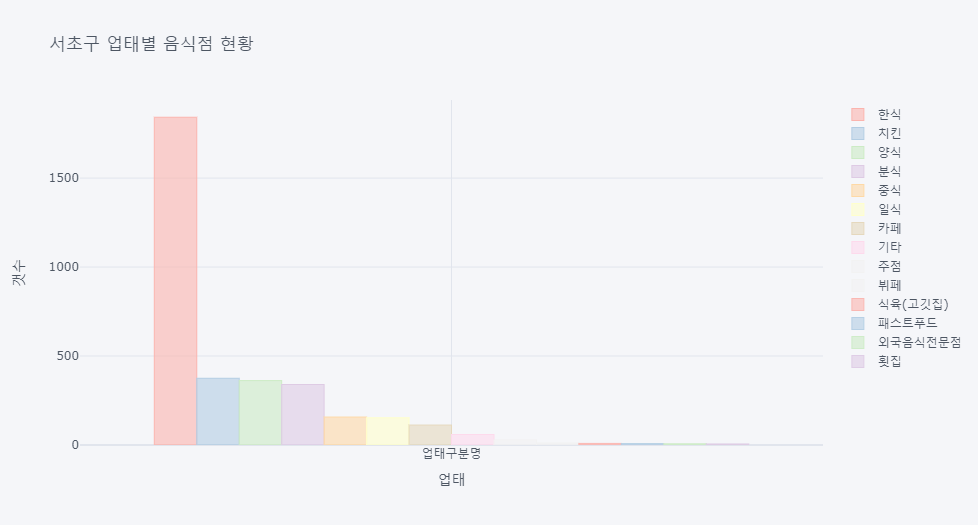 서초구 업태별 음식점 현황
갯수
1500
1000
500
0
업태구분명
업태
한식
치킨
양식
분식
중식
일식
카페
기타
주점
뷔페
식육(고깃집)
패스트푸드
외국음식전문점
횟집